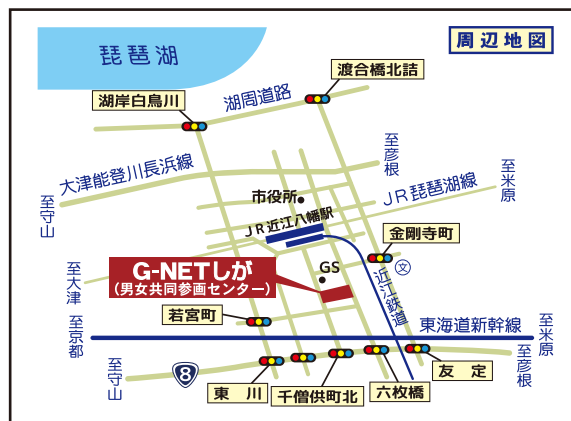 周辺地図
琵琶湖
渡合橋北詰
湖岸白鳥川
湖周道路
至彦根
大津能登川長浜線
至米原
至守山
市役所
JR琵琶湖線
JR近江八幡駅
金剛寺町
文
至大津
G-NETしが
(男女共同参画センター)
GS
近江鉄道
若宮町
至京都
東海道新幹線
至米原
至守山
8
東川
千僧供町北
六枚橋
友定
至彦根